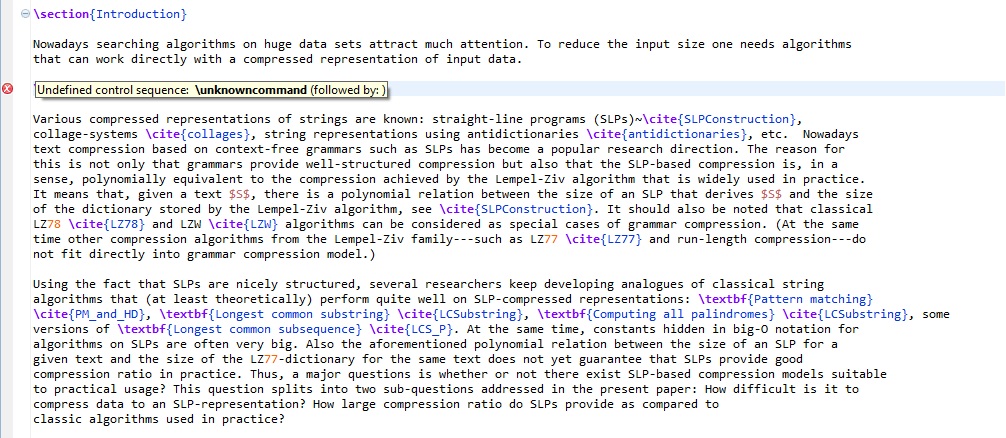 \section{Introduction}
Nowadays searching algorithms on huge data sets attract much attention. To reduce the input size one needs algorithms
that can work directly with a compressed representation of input data.
Undefined control sequence: \unknowncommand (followed by: )
Various compressed representations of strings are known: straight-line programs (SLPs)~\cite{SLPConstruction},
collage-systems \cite{collages}, string representations using antidictionaries \cite{antidictionaries}, etc.  Nowadays
text compression based on context-free grammars such as SLPs has become a popular research direction. The reason for
this is not only that grammars provide well-structured compression but also that the SLP-based compression is, in a
sense, polynomially equivalent to the compression achieved by the Lempel-Ziv algorithm that is widely used in practice.
It means that, given a text $S$, there is a polynomial relation between the size of an SLP that derives $S$ and the size
of the dictionary stored by the Lempel-Ziv algorithm, see \cite{SLPConstruction}. It should also be noted that classical
LZ78 \cite{LZ78} and LZW \cite{LZW} algorithms can be considered as special cases of grammar compression. (At the same
time other compression algorithms from the Lempel-Ziv family---such as LZ77 \cite{LZ77} and run-length compression---do
not fit directly into grammar compression model.)
Using the fact that SLPs are nicely structured, several researchers keep developing analogues of classical string
algorithms that (at least theoretically) perform quite well on SLP-compressed representations: \textbf{Pattern matching}
\cite{PM_and_HD}, \textbf{Longest common substring} \cite{LCSubstring}, \textbf{Computing all palindromes} \cite{LCSubstring}, some
versions of \textbf{Longest common subsequence} \cite{LCS_P}. At the same time, constants hidden in big-O notation for
algorithms on SLPs are often very big. Also the aforementioned polynomial relation between the size of an SLP for a
given text and the size of the LZ77-dictionary for the same text does not yet guarantee that SLPs provide good
compression ratio in practice. Thus, a major questions is whether or not there exist SLP-based compression models suitable
to practical usage? This question splits into two sub-questions addressed in the present paper: How difficult is it to
compress data to an SLP-representation? How large compression ratio do SLPs provide as compared to
classic algorithms used in practice?